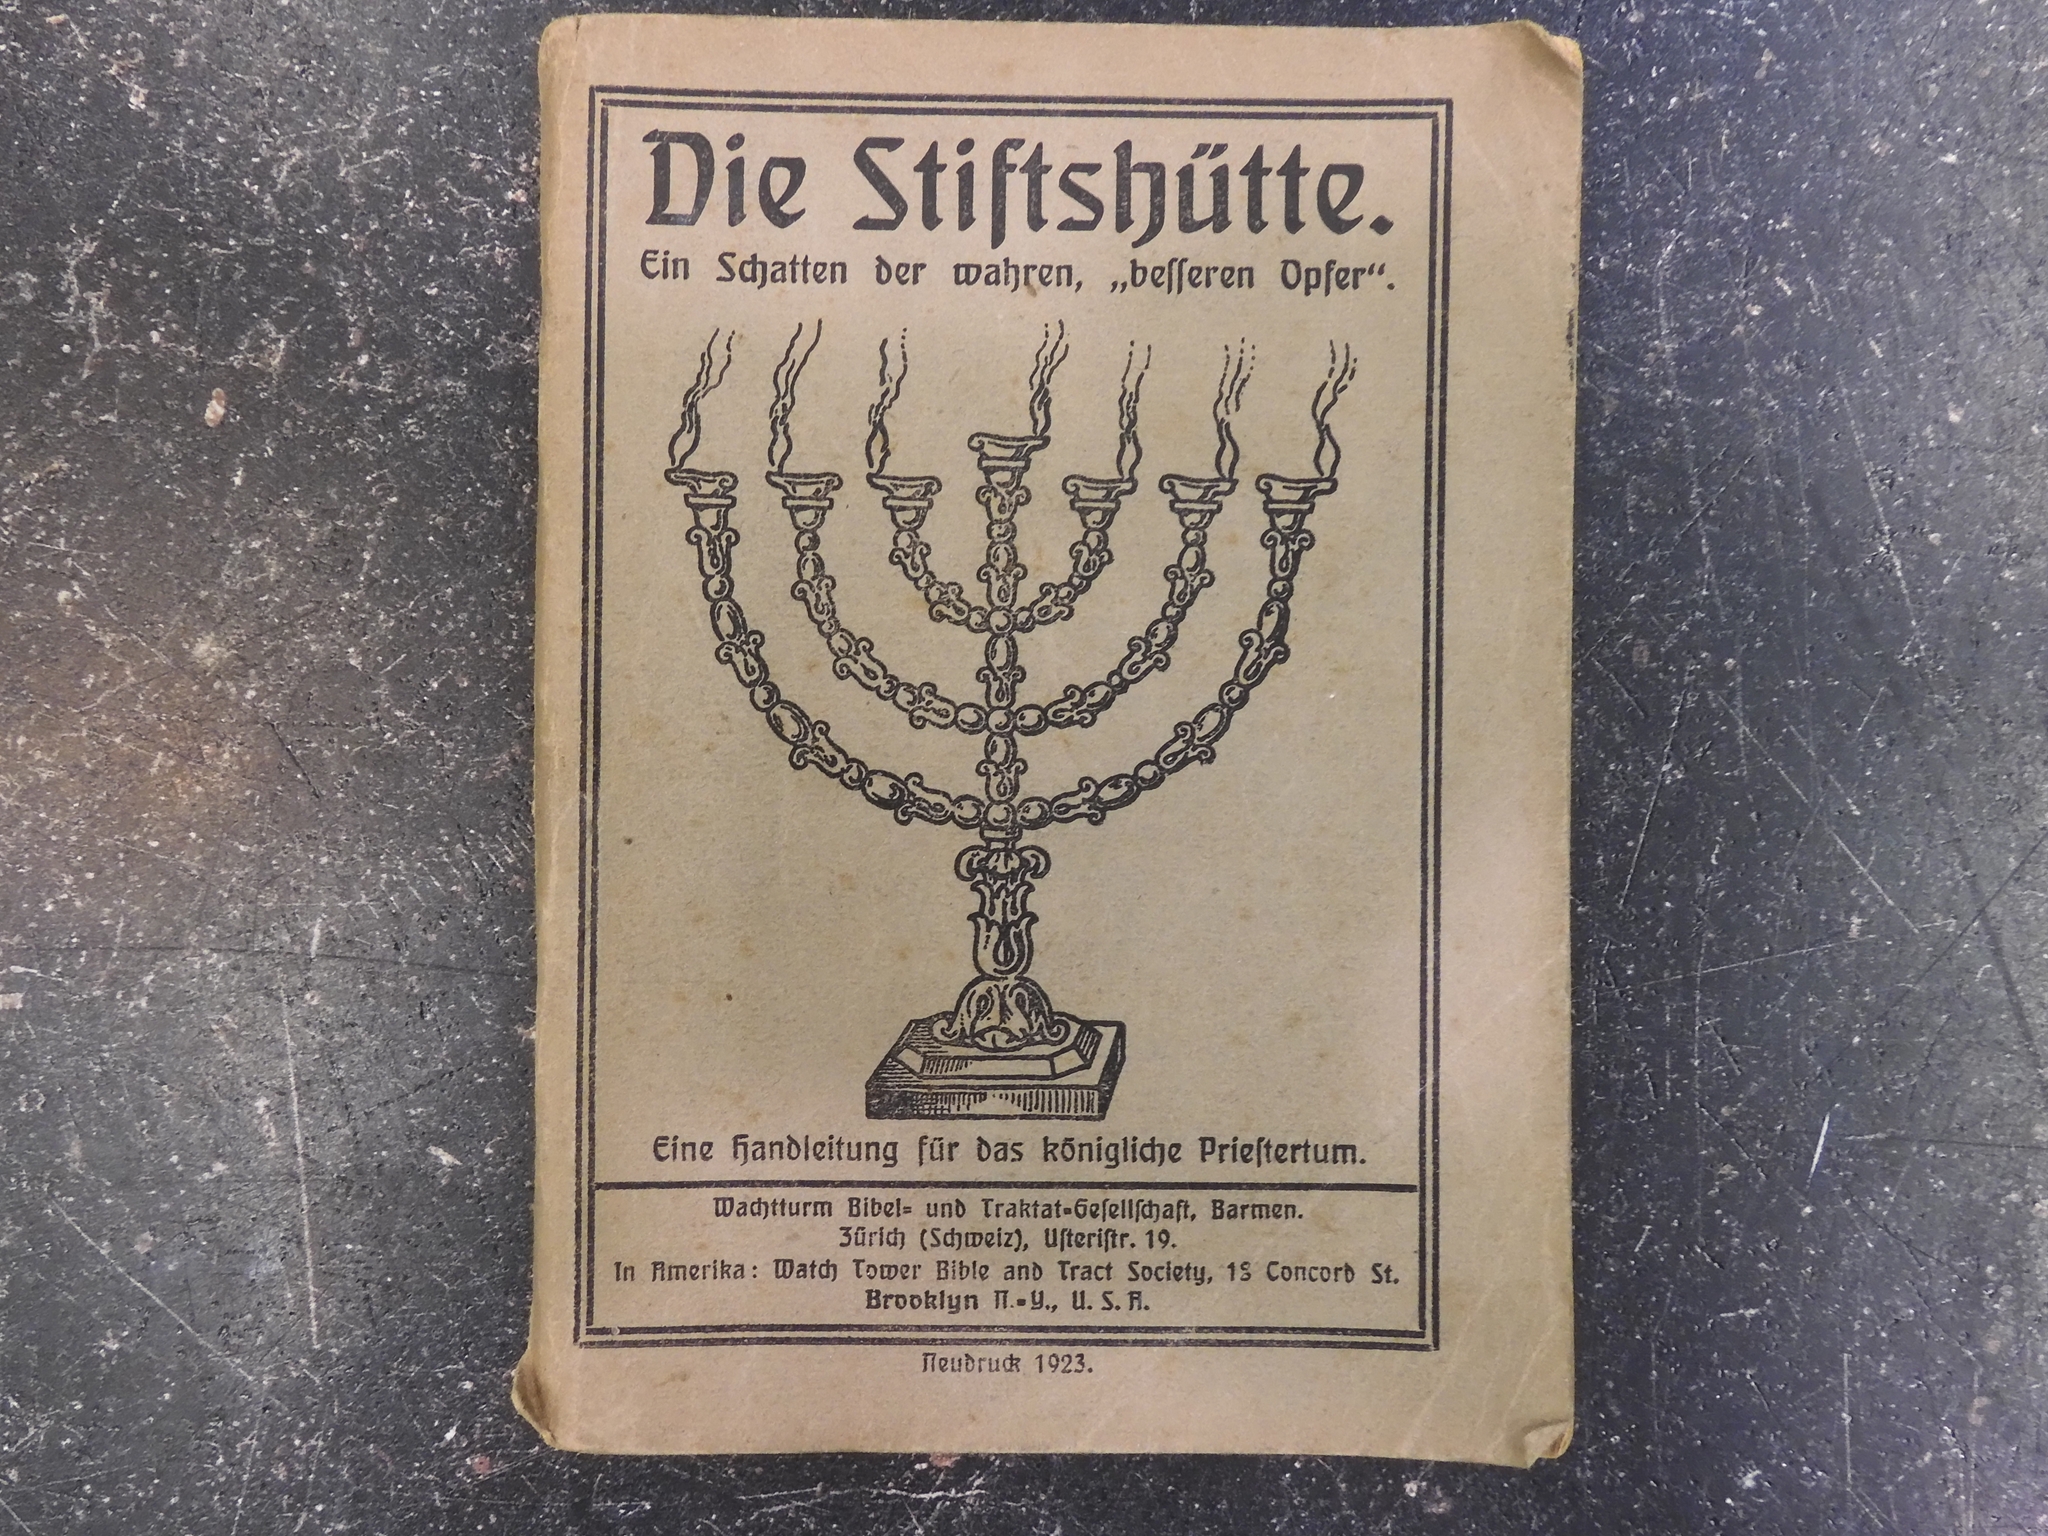 Die Stiftshütte.
Ein Schatten der wahren, „besseren Opfer“.
Eine Handleitung für das königliche Priestertum.
Wachtturm Bibel- und Traktat-Gesellschaft, Barmen.
Zürich (Schweiz), Usteristr. 19.
In Amerika: Watch Tower Bible and Tract Society, 18 Concord St.
Brooklyn N.-Y., U. S. A.
Neudruck 1923.